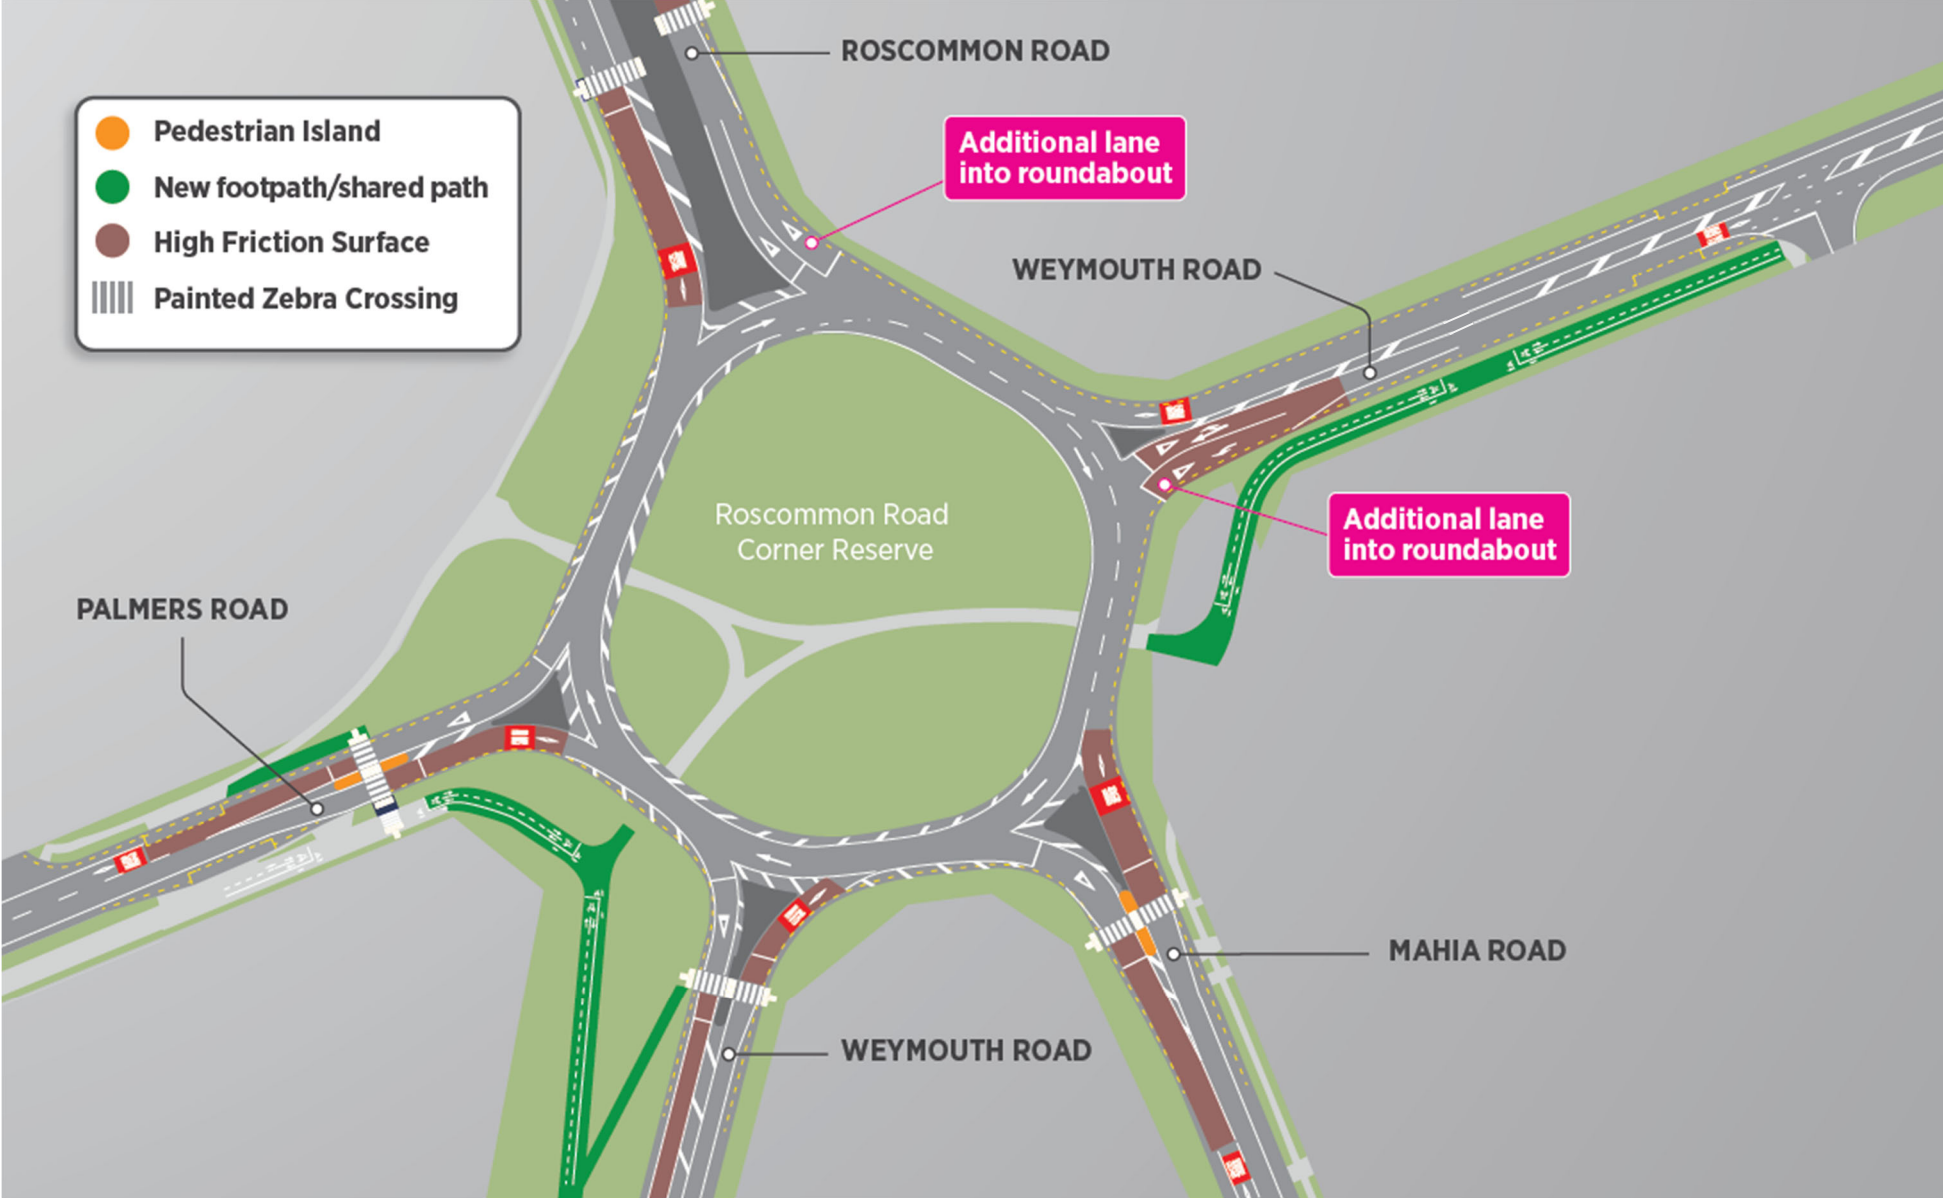 ROSCOMMON ROAD
Pedestrian Island
New footpath/shared path
High Friction Surface
Painted Zebra Crossing
Additional lane
into roundabout
WEYMOUTH ROAD
Roscommon Road
Corner Reserve
Additional lane
into roundabout
PALMERS ROAD
MAHIA ROAD
WEYMOUTH ROAD